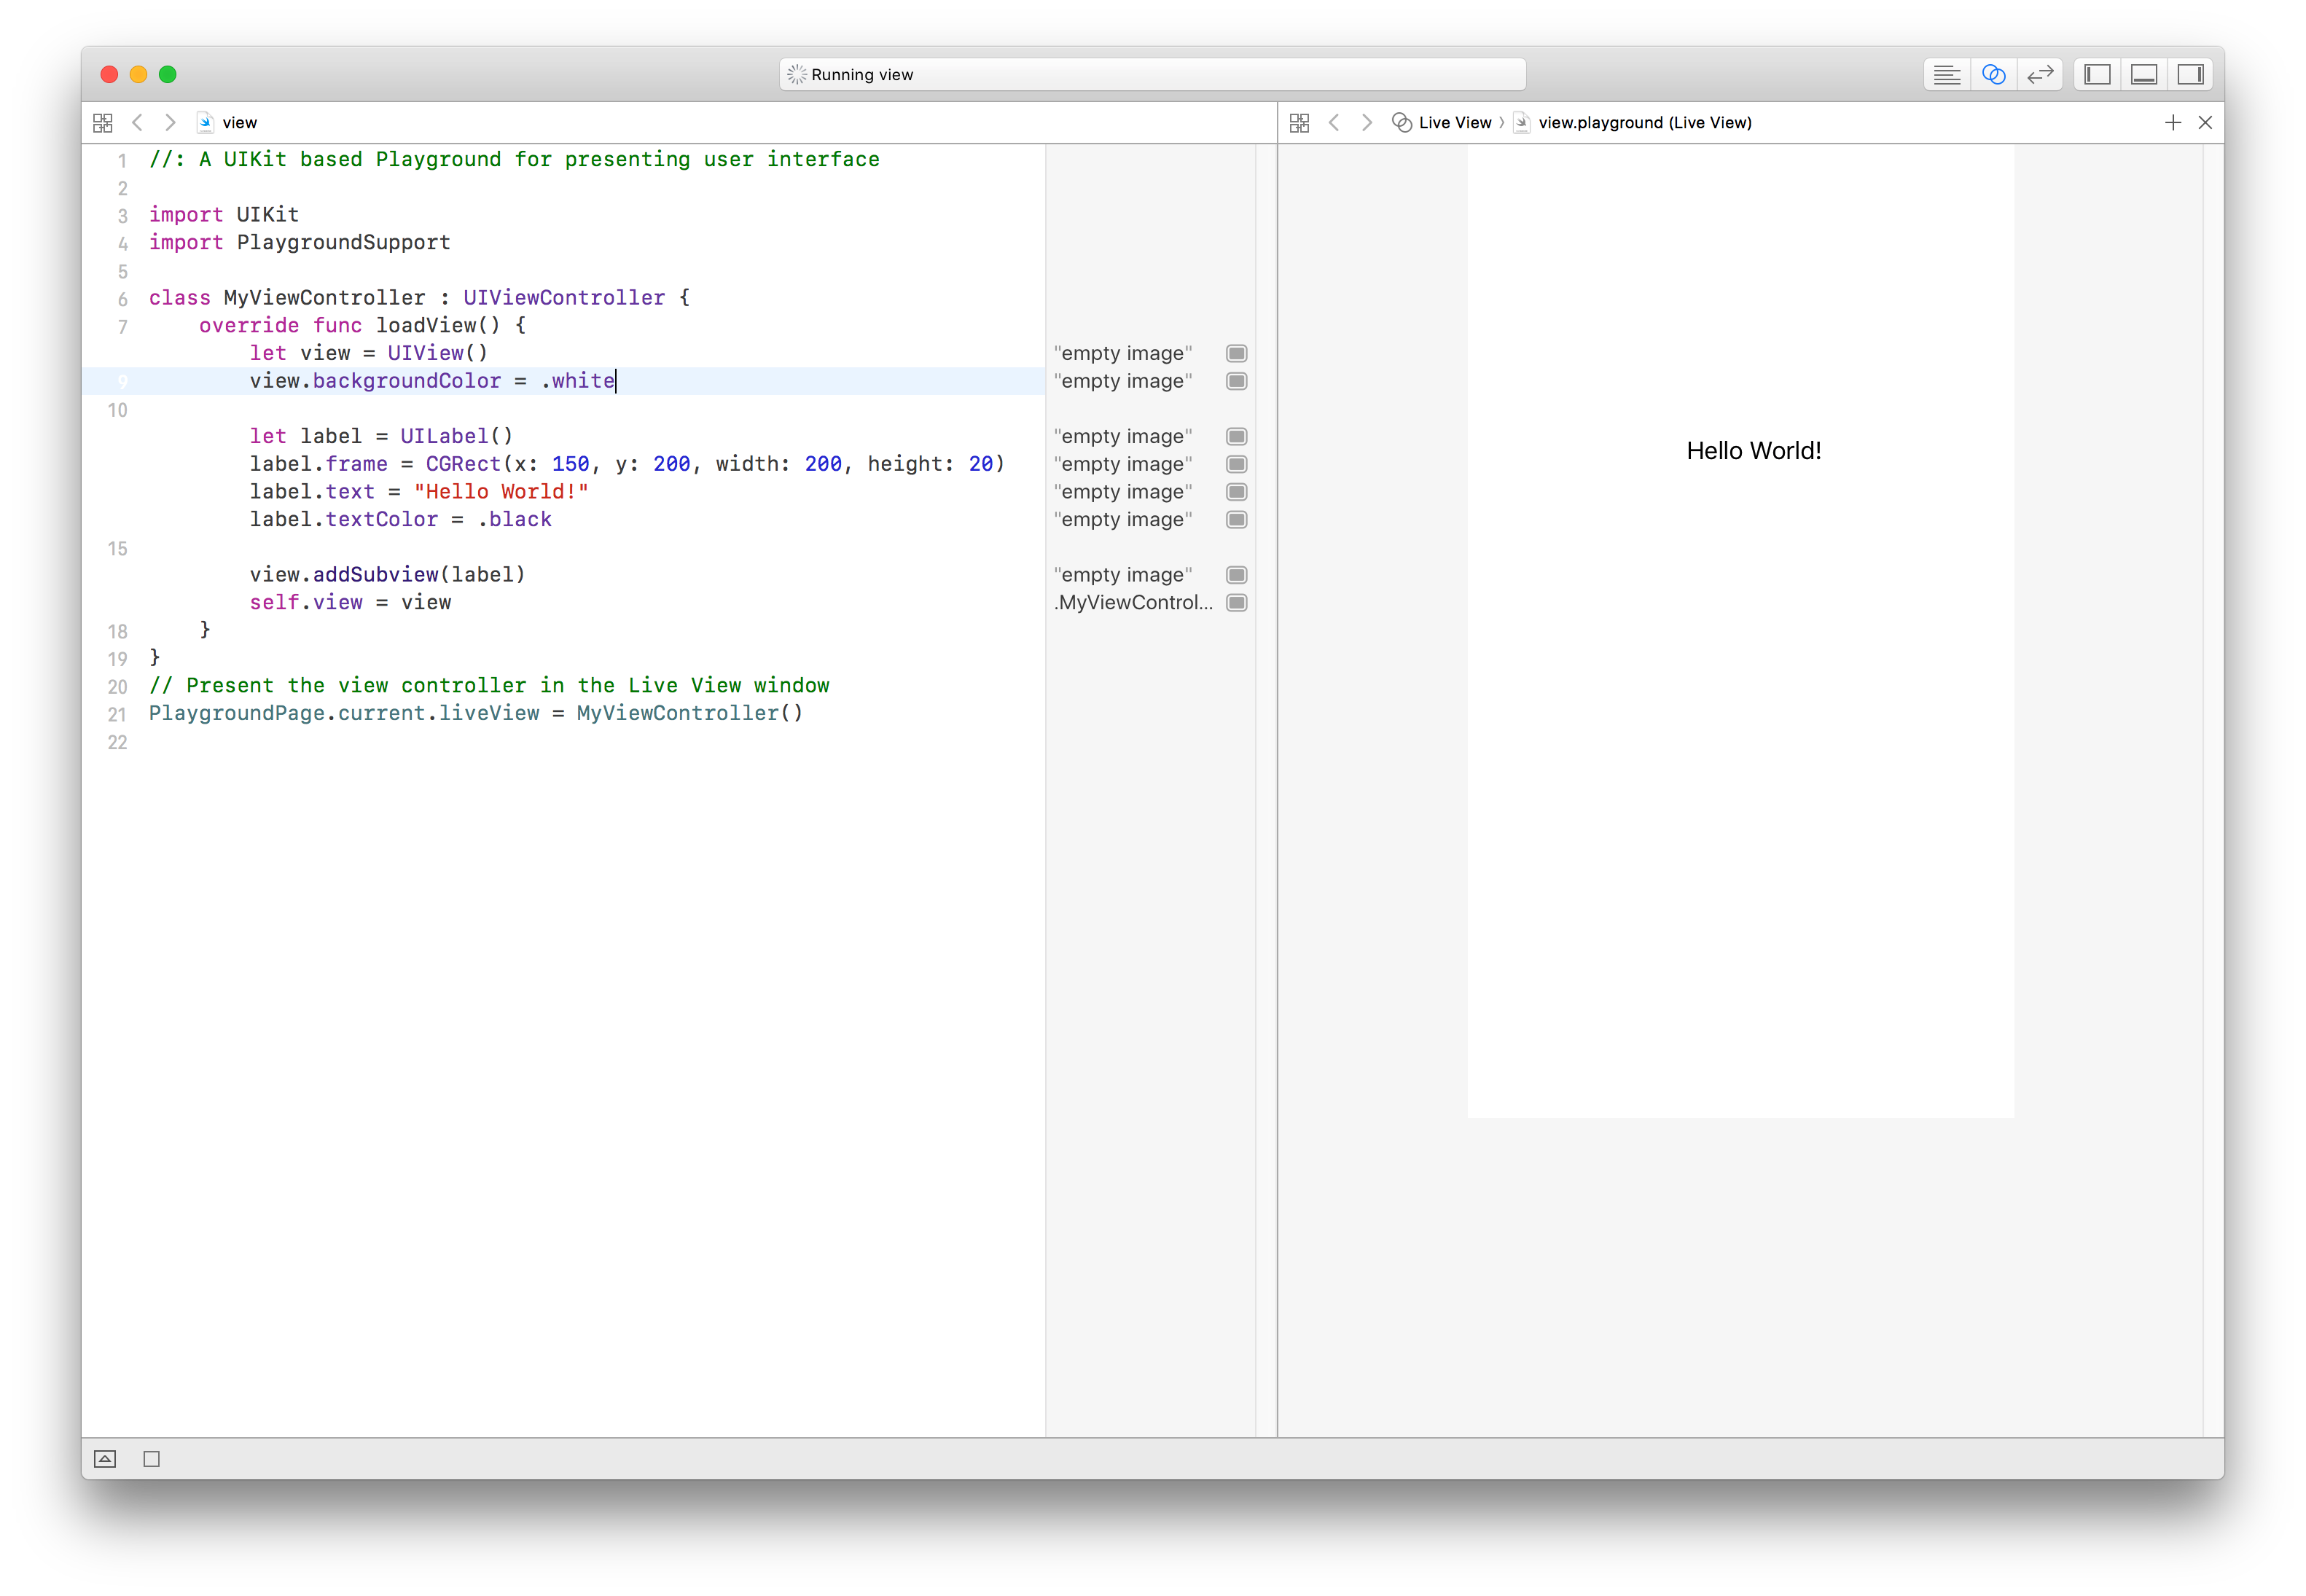 Running view
view
Live View 〉 view.playground (Live View)
1 //: A UIKit based Playground for presenting user interface
2
3 import UIKit
4 import PlaygroundSupport
5
6 class MyViewController : UIViewController {
7 override func loadView() {
let view = UIView() "empty image"
9 view.backgroundColor = .white "empty image"
10
let label = UILabel() "empty image"
label.frame = CGRect(x: 150, y: 200, width: 200, height: 20) "empty image"
label.text = "Hello World!" "empty image"
label.textColor = .black "empty image"
15
view.addSubview(label) "empty image"
self.view = view .MyViewControl...
18 }
19 }
20 // Present the view controller in the Live View window
21 PlaygroundPage.current.liveView = MyViewController()
22
Hello World!